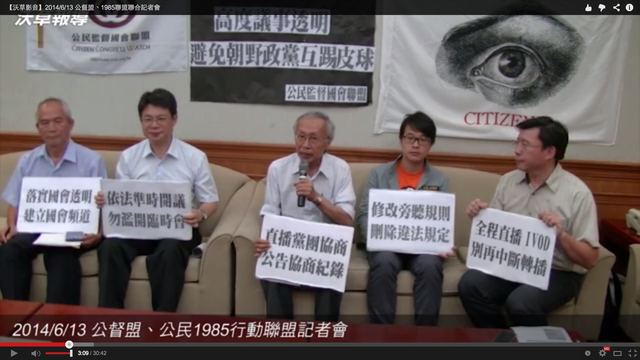 【沃草影音】2014/6/13 公督盟、1985聯盟聯合記者會
沃草報導
公民監督國會聯盟
CITIZEN CONGRESS WATCH
高度議事透明
避免朝野政黨互踢皮球
公民監督國會聯盟
CITIZEN
落實國會透明
建立國會頻道
依法準時開議
勿濫開臨時會
直播黨團協商
公告協商紀錄
修改旁聽規則
刪除違法規定
全程直播 IVOD
別再中斷轉播
2014/6/13 公督盟、公民1985行動聯盟記者會
3:09 / 30:42